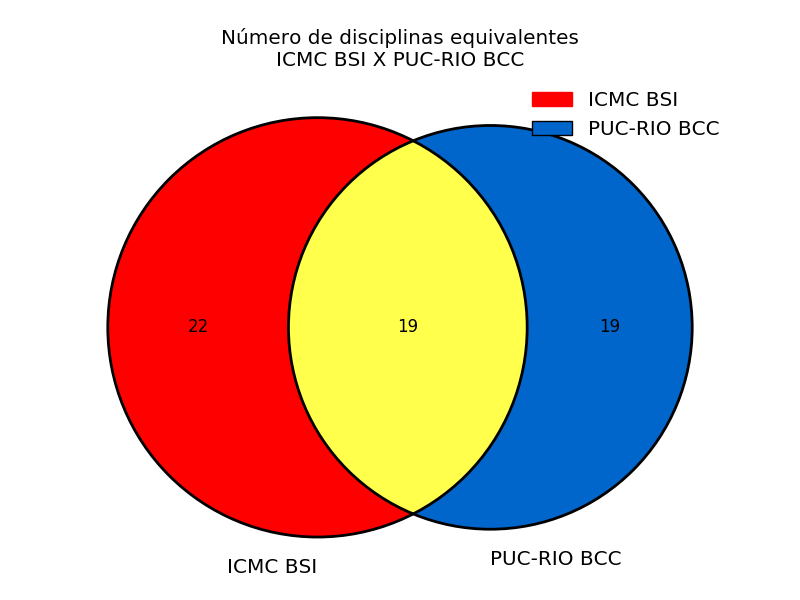 Número de disciplinas equivalentes
ICMC BSI X PUC-RIO BCC
ICMC BSI
PUC-RIO BCC
22
19
19
ICMC BSI
PUC-RIO BCC